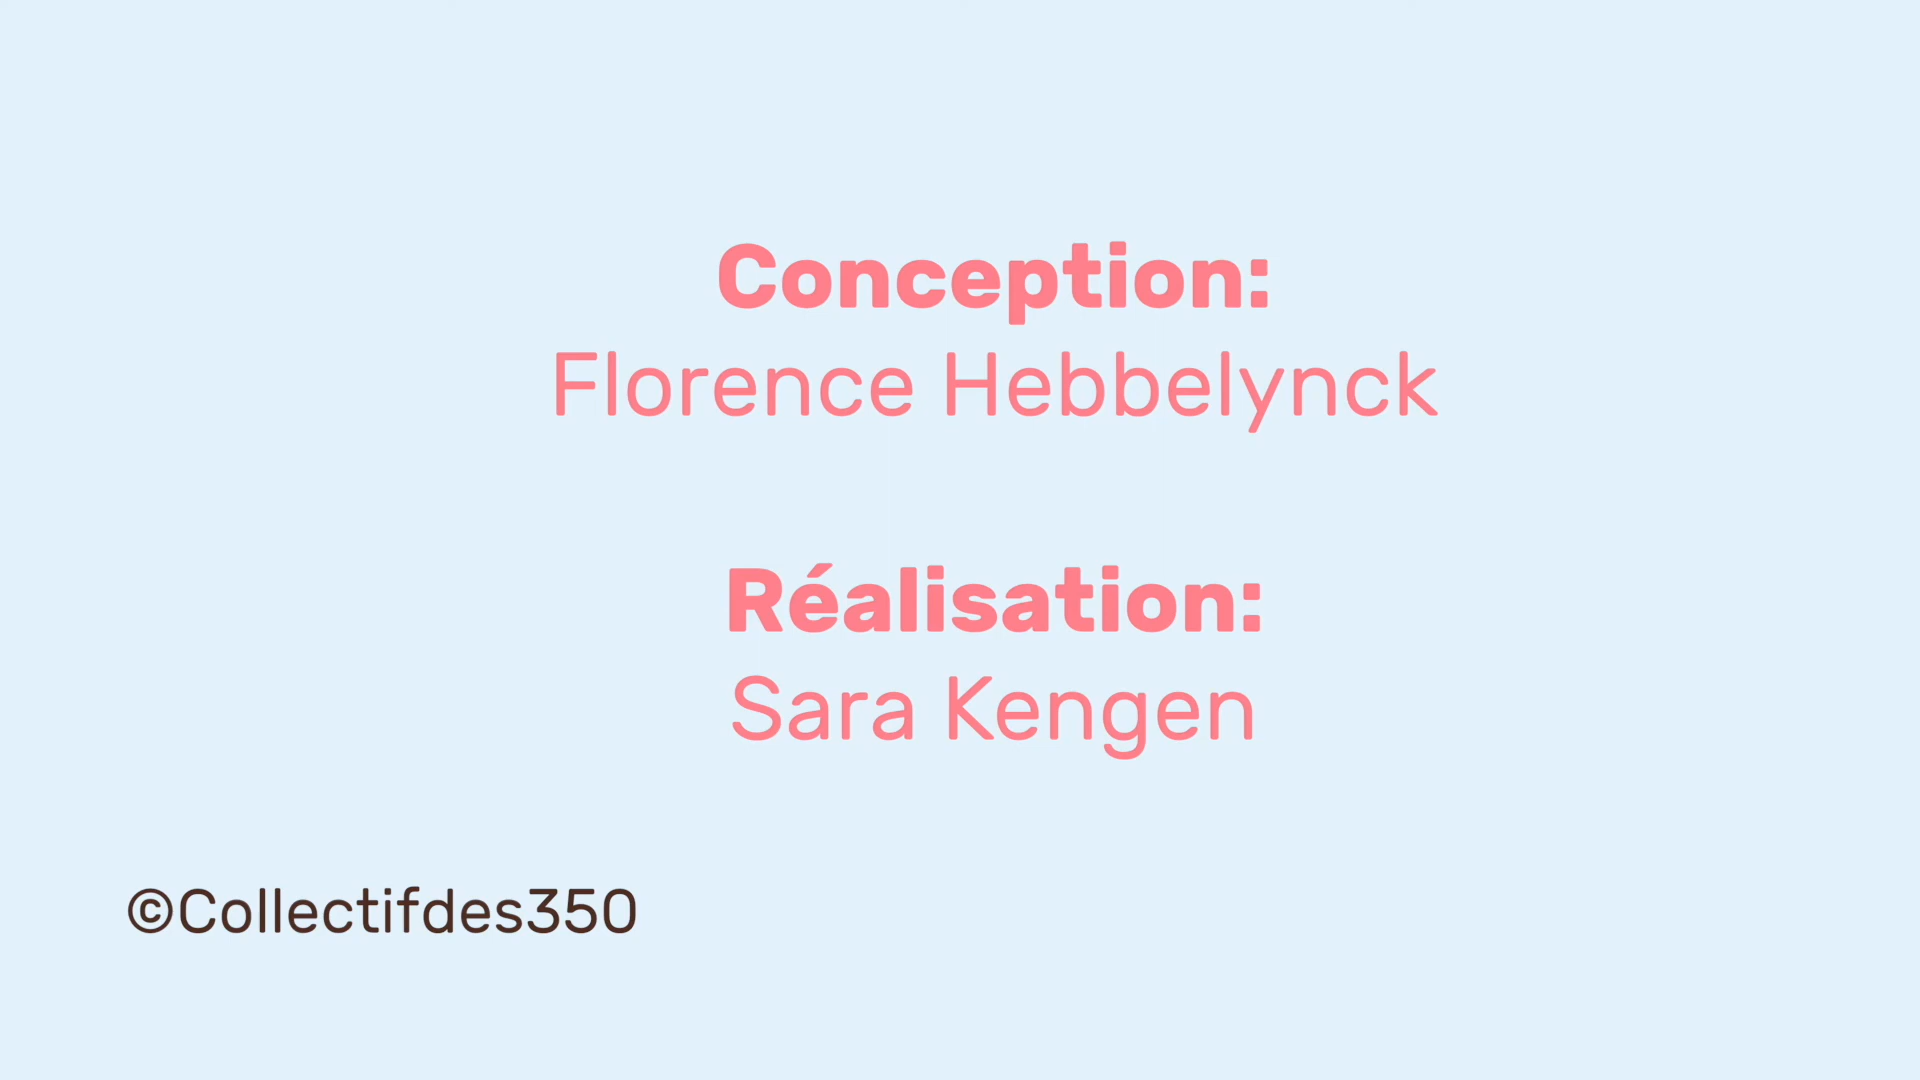 Conception:
Florence Hebbelynck
Réalisation:
Sara Kengen
©Collectifdes350